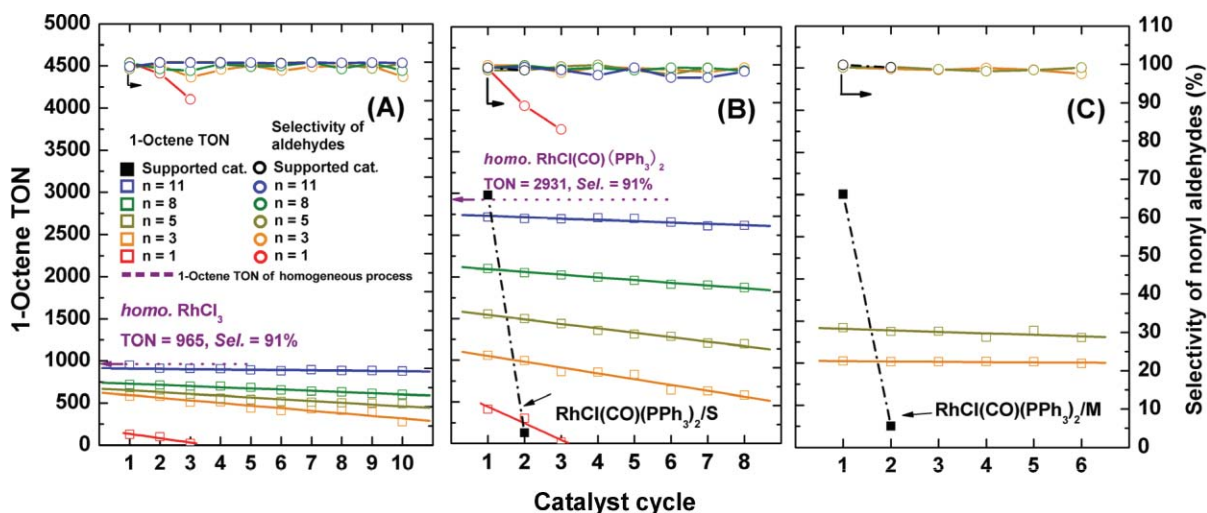 5000
4500
4000
3500
3000
2500
2000
1500
1000
500
0
1-Octene TON
(A)
1-Octene TON
Selectivity of
aldehydes
Supported cat.
Supported cat.
n = 11
n = 11
n = 8
n = 8
n = 5
n = 5
n = 3
n = 3
n = 1
n = 1
1-Octene TON of homogeneous process
homo. RhCl3
TON = 965, Sel. = 91%
1 2 3 4 5 6 7 8 9 10
(B)
homo. RhCl(CO)(PPh3)2
TON = 2931, Sel. = 91%
RhCl(CO)(PPh3)2/S
1 2 3 4 5 6 7 8
(C)
RhCl(CO)(PPh3)2/M
1 2 3 4 5 6
110
100
90
80
70
60
50
40
30
20
10
0
Selectivity of nonyl aldehydes (%)
Catalyst cycle